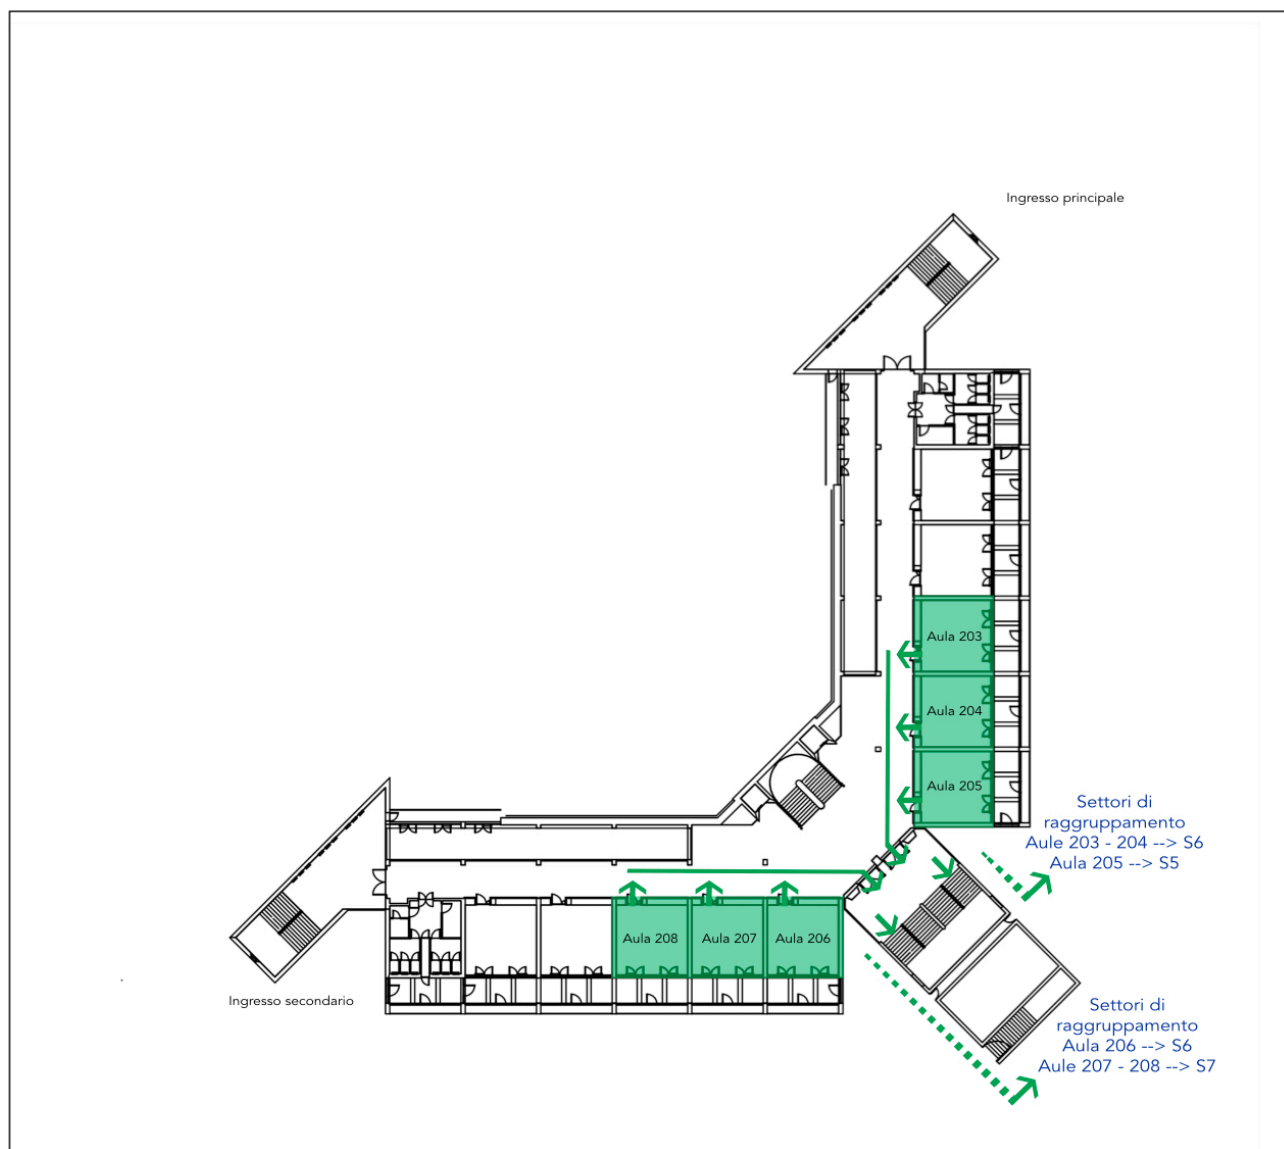 Ingresso principale
Aula 203
Aula 204
Aula 205
Settori di
raggruppamento
Aule 203 - 204 --> S6
Aula 205 --> S5
Aula 208
Aula 207
Aula 206
Ingresso secondario
Settori di
raggruppamento
Aula 206 --> S6
Aule 207 - 208 --> S7